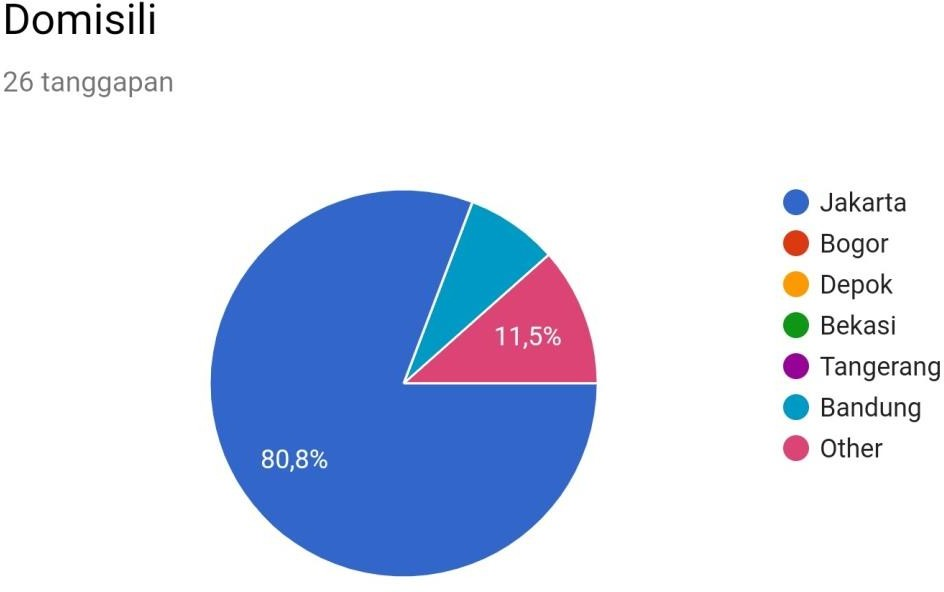 Domisili
26 tanggapan
Jakarta
Bogor
Depok
Bekasi
Tangerang
Bandung
Other
11,5%
80,8%